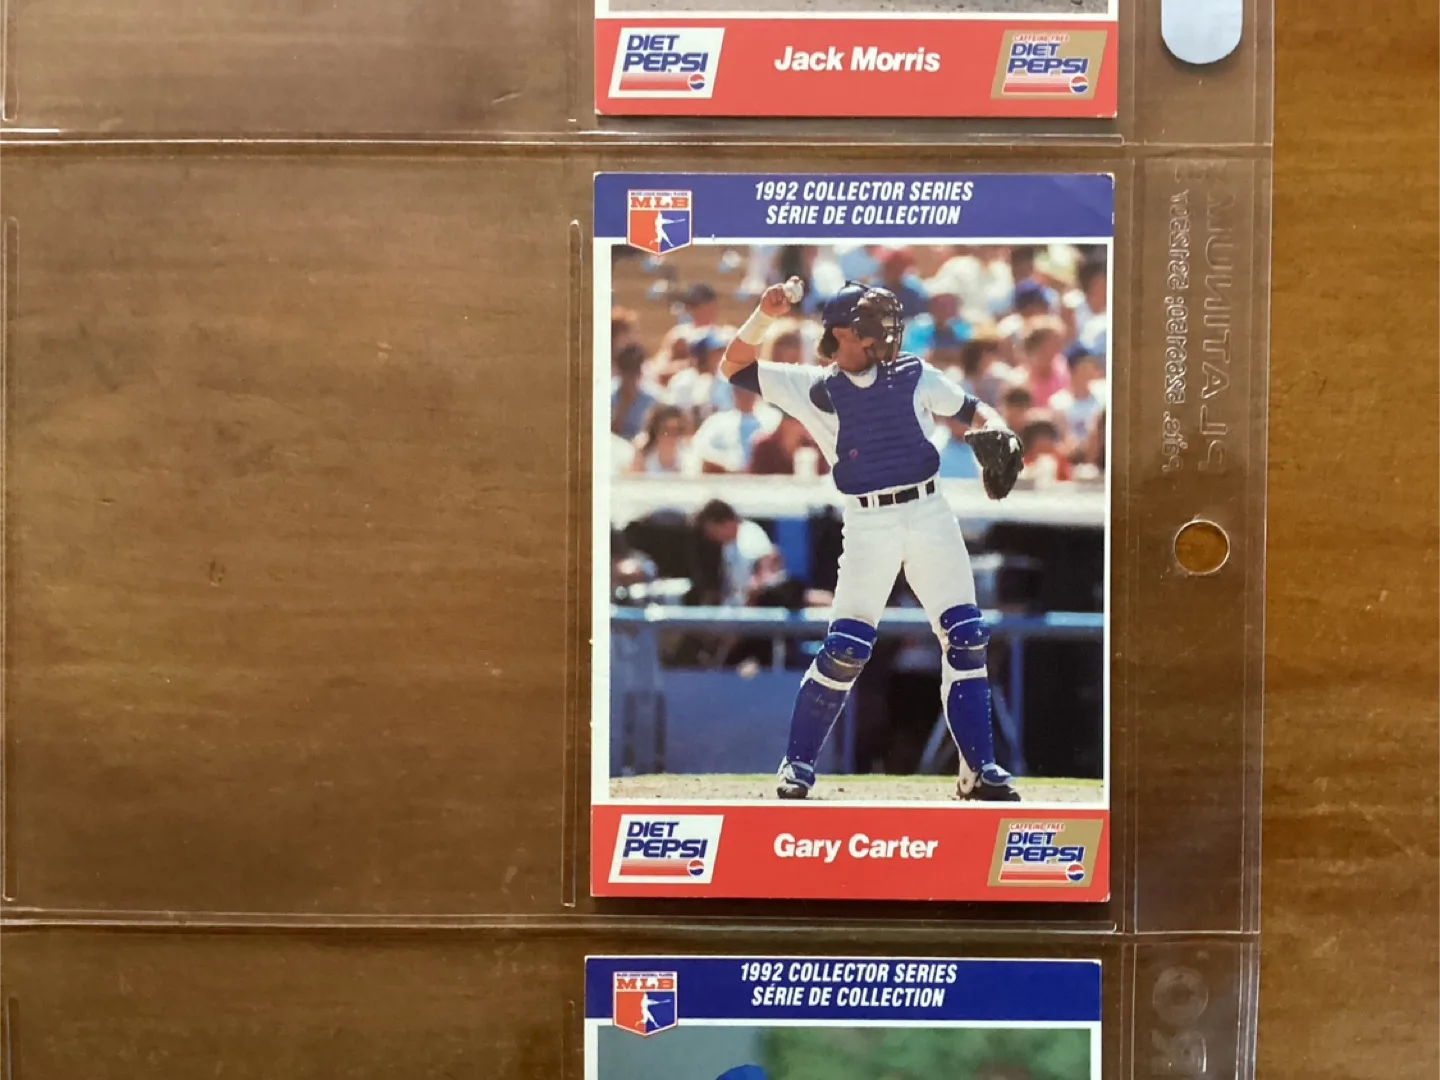 DIET
PEPSI
Jack Morris
CAFFEINE FREE
DIET
PEPSI
MLB
1992 COLLECTOR SERIES
SÉRIE DE COLLECTION
DIET
PEPSI
Gary Carter
CAFFEINE FREE
DIET
PEPSI
MLB
1992 COLLECTOR SERIES
SÉRIE DE COLLECTION